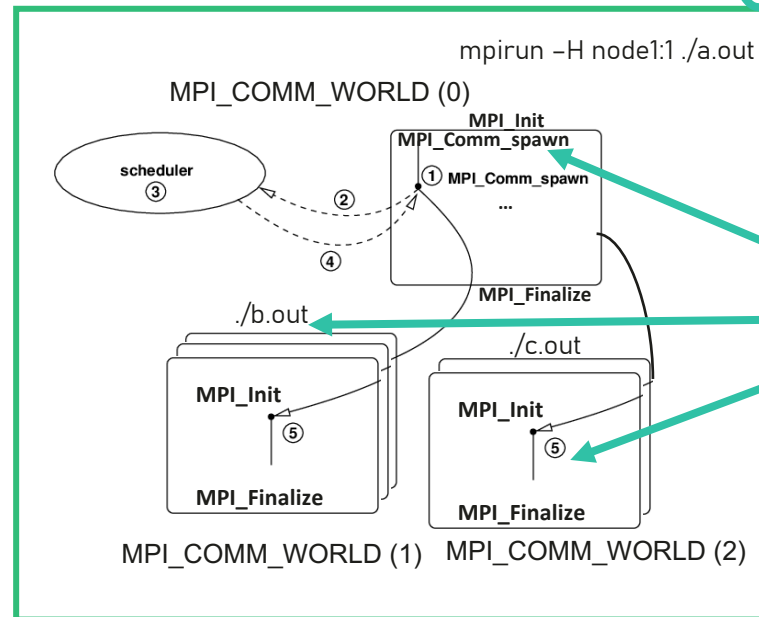 mpirun –H node1:1 ./a.out
MPI_COMM_WORLD (0)
MPI_Init
MPI_Comm_spawn
scheduler
③
① MPI_Comm_spawn
...
②
④
MPI_Finalize
./b.out
./c.out
MPI_Init
⑤
MPI_Finalize
MPI_Init
⑤
MPI_Finalize
MPI_COMM_WORLD (1)
MPI_COMM_WORLD (2)